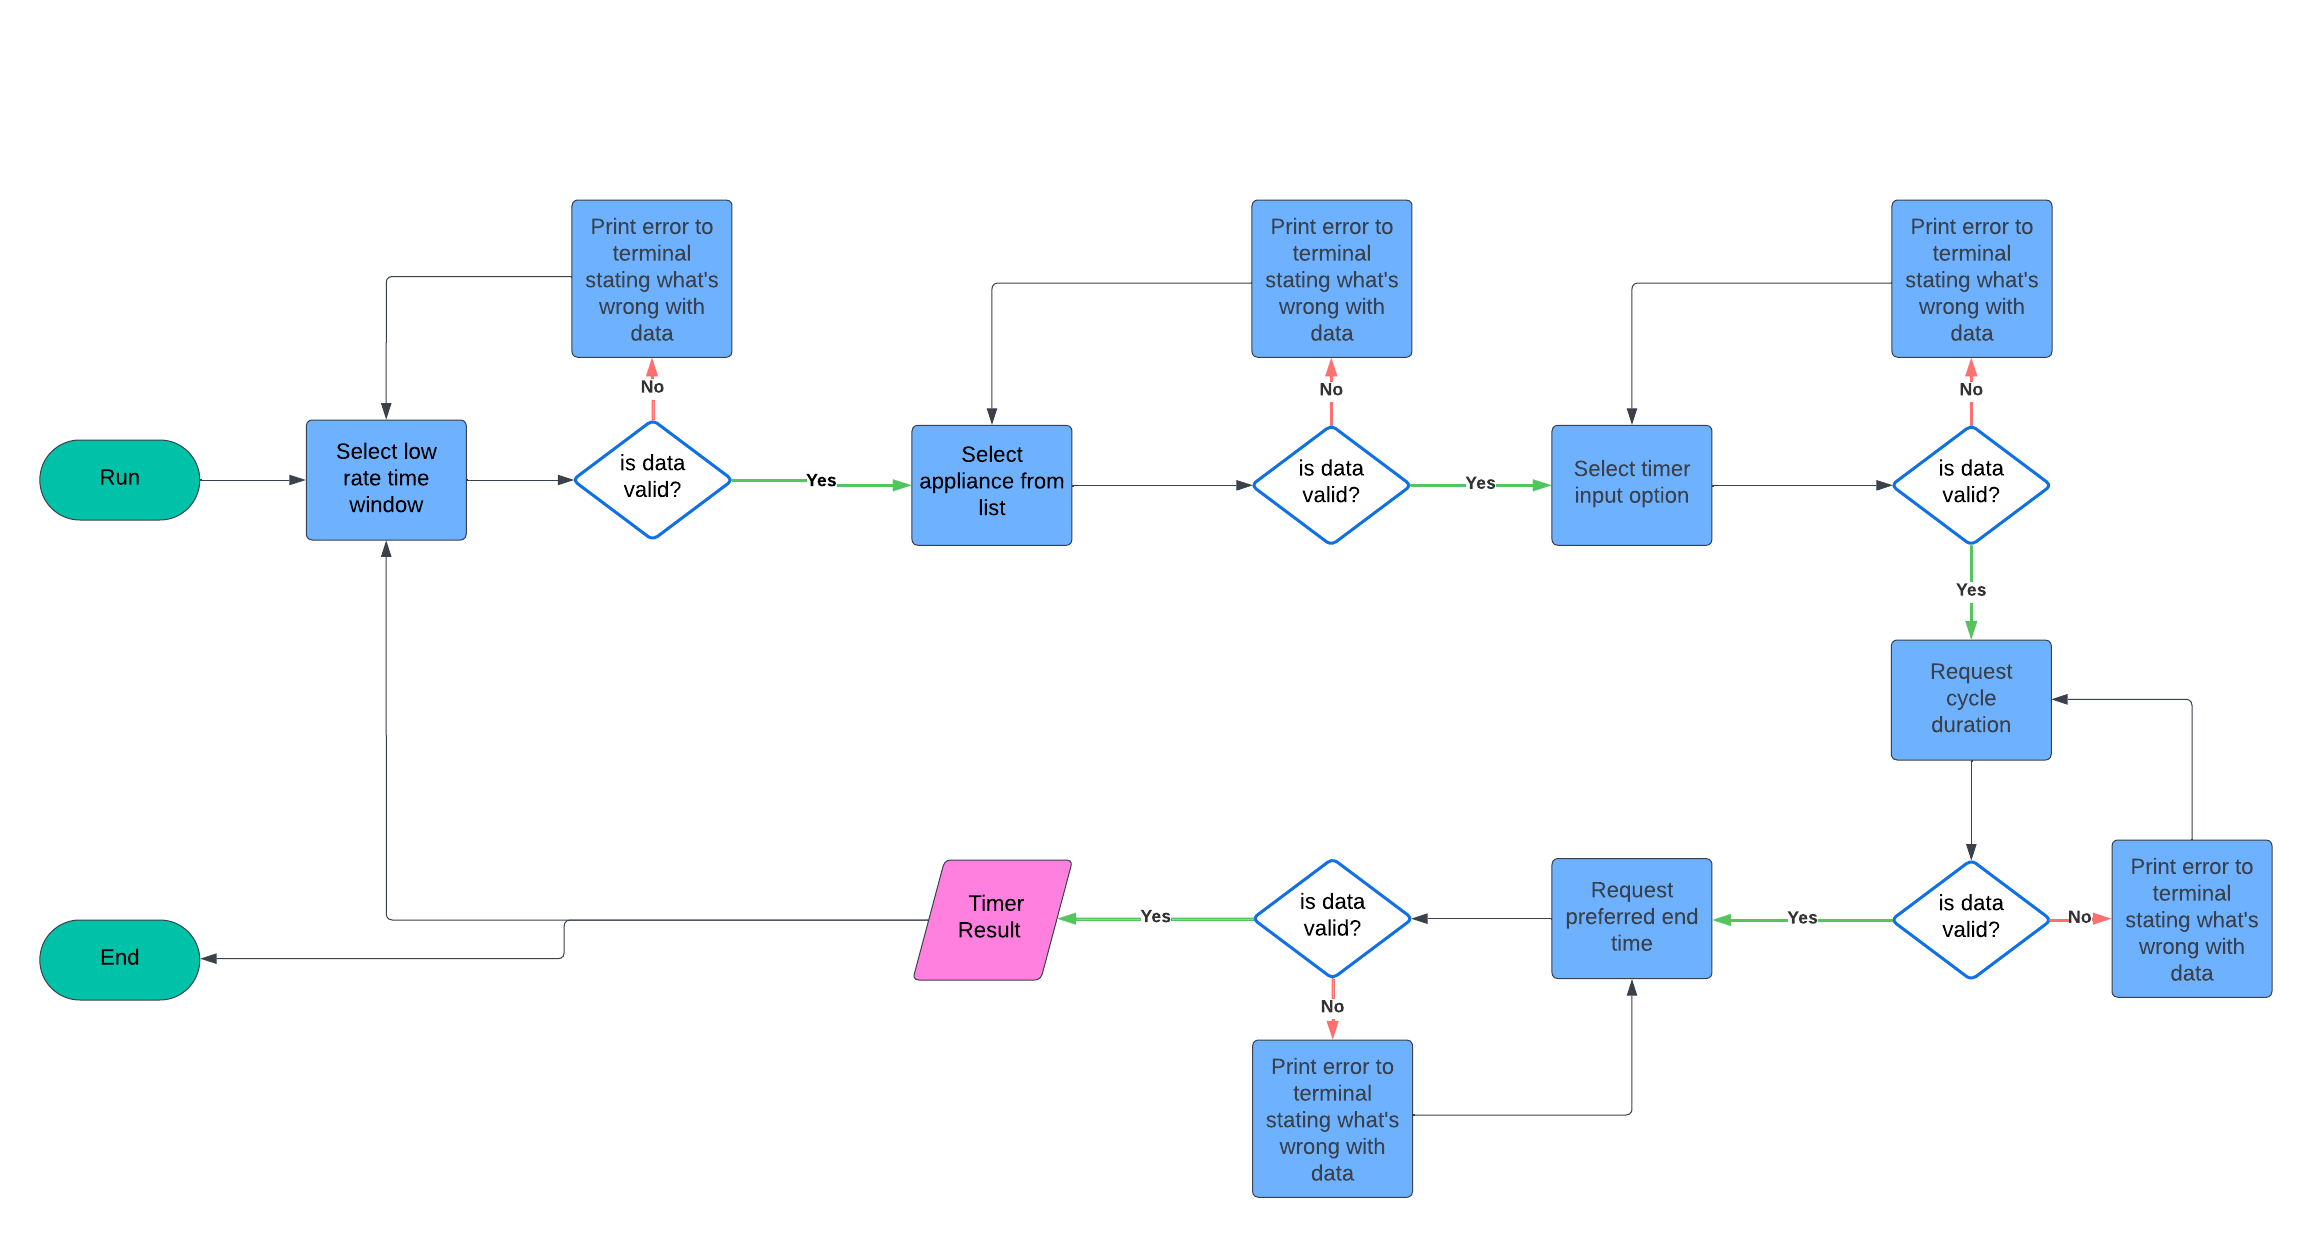 Print error to
terminal
stating what's
wrong with
data
Print error to
terminal
stating what's
wrong with
data
Print error to
terminal
stating what's
wrong with
data
No
No
No
Run
Select low
rate time
window
is data
valid?
Yes
Select
appliance from
list
is data
valid?
Yes
Select timer
input option
is data
valid?
Yes
Request
cycle
duration
is data
valid?
No
Print error to
terminal
stating what's
wrong with
data
Yes
Request
preferred end
time
is data
valid?
Yes
Timer
Result
End
No
Print error to
terminal
stating what's
wrong with
data